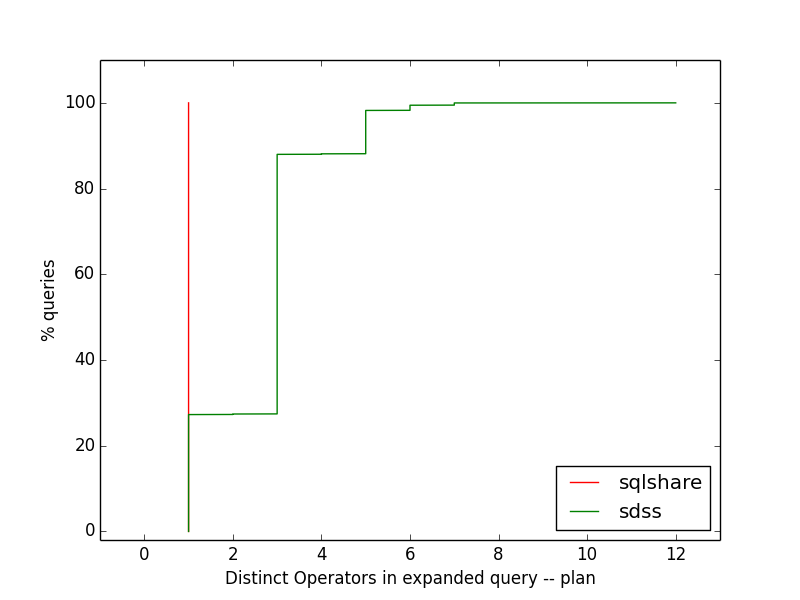 100
80
60
40
20
0
% queries
0 2 4 6 8 10 12
Distinct Operators in expanded query -- plan
sqlshare
sdss